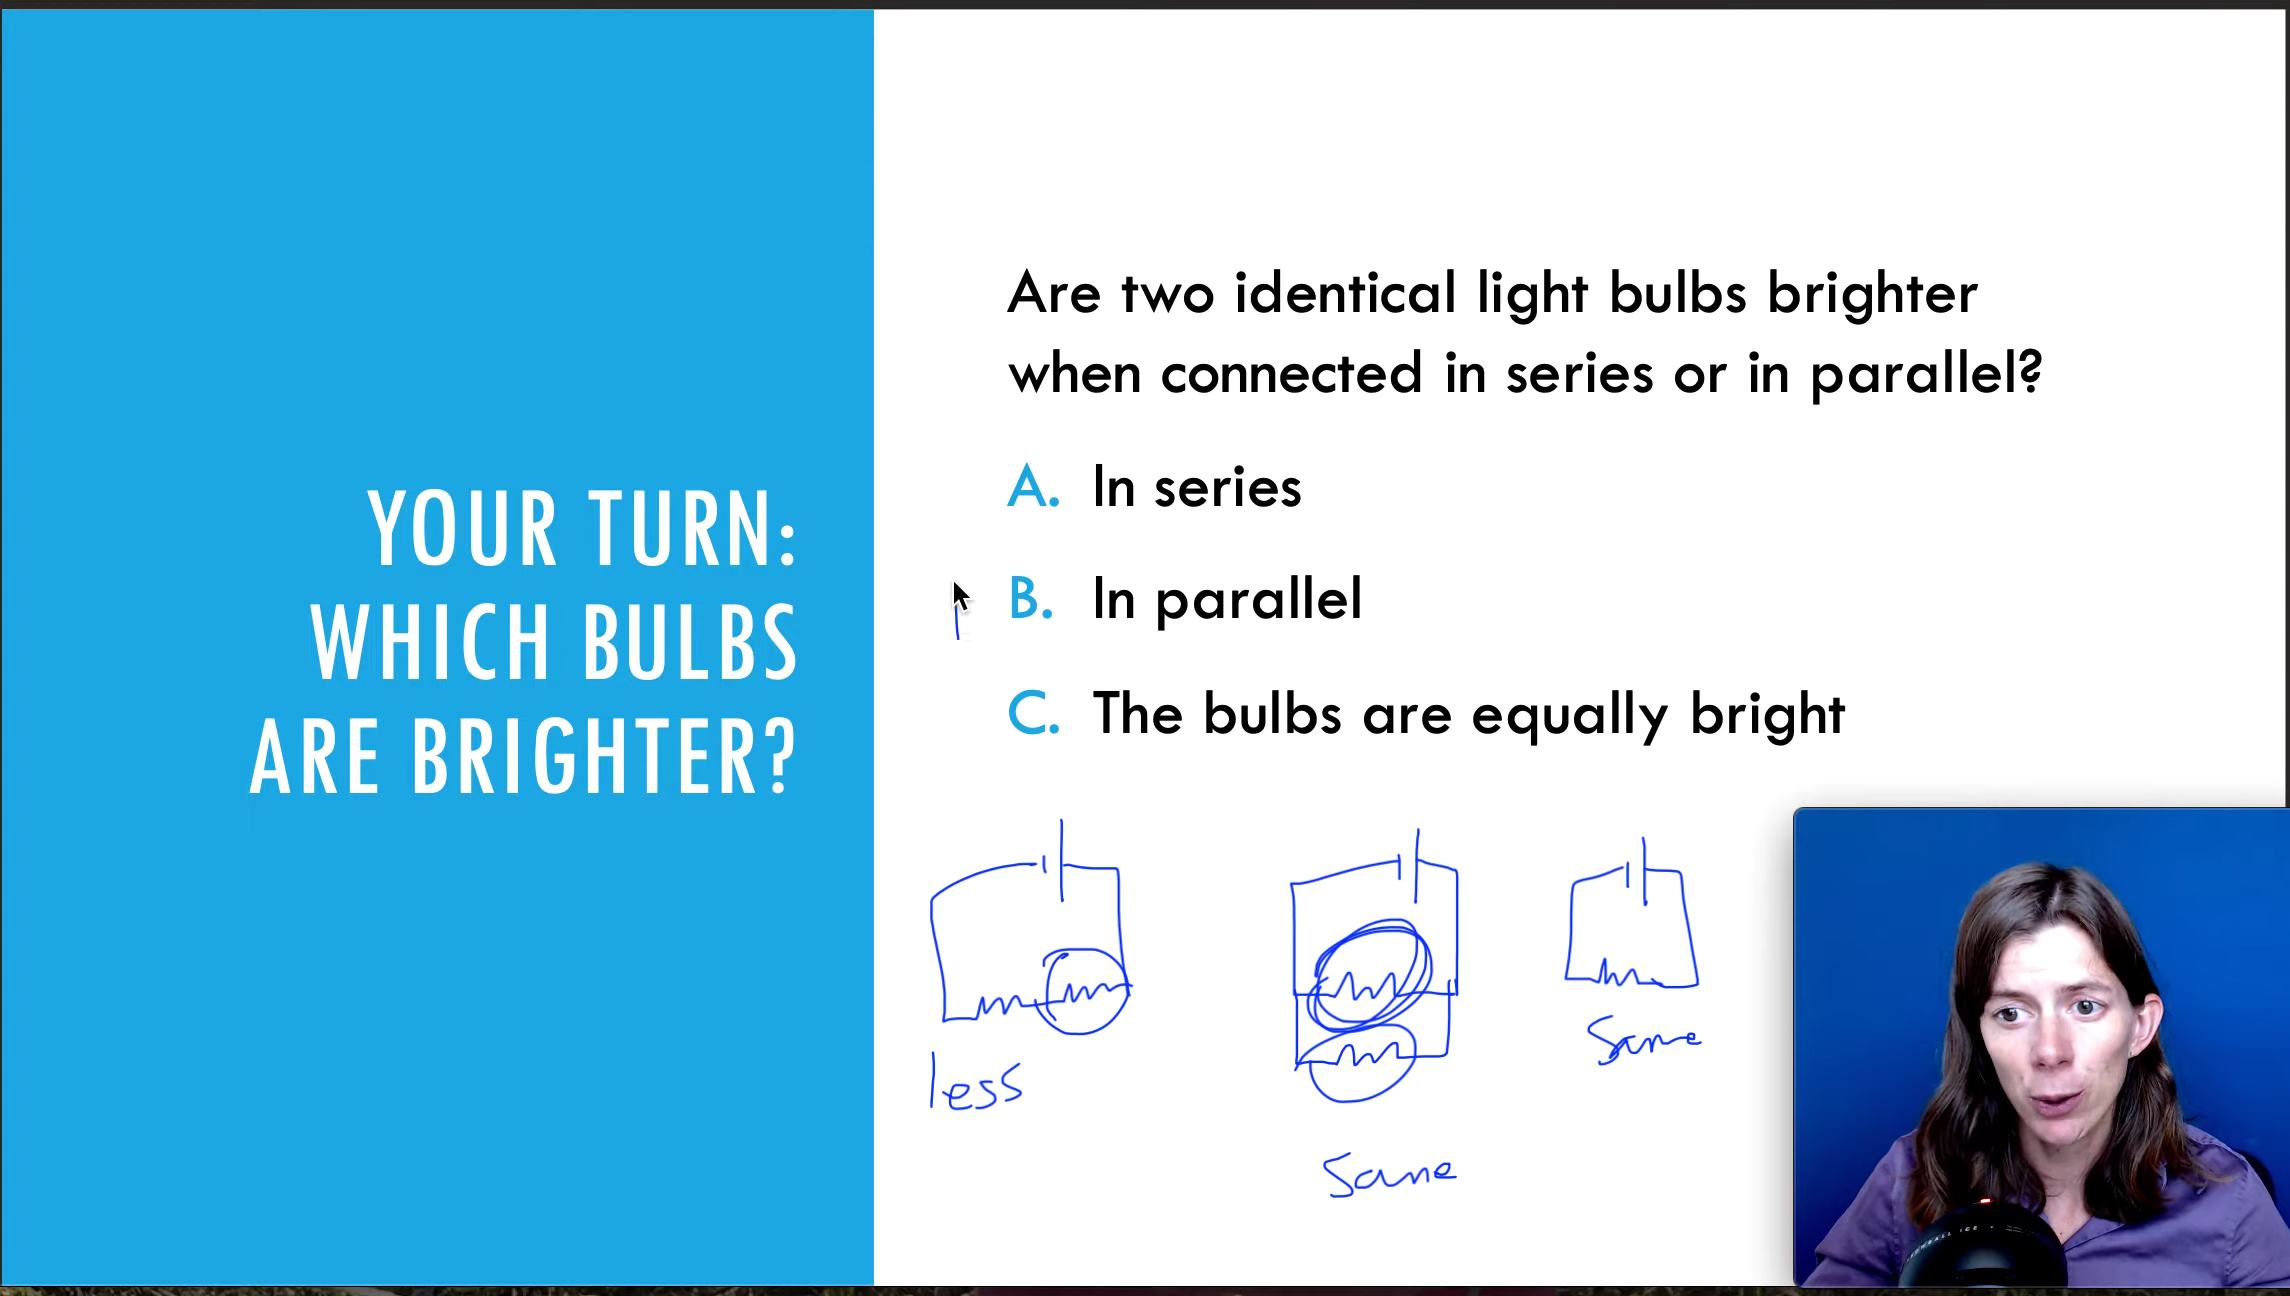 YOUR TURN:
WHICH BULBS
ARE BRIGHTER?
Are two identical light bulbs brighter
when connected in series or in parallel?
A. In series
B. In parallel
C. The bulbs are equally bright
less
Same
Same